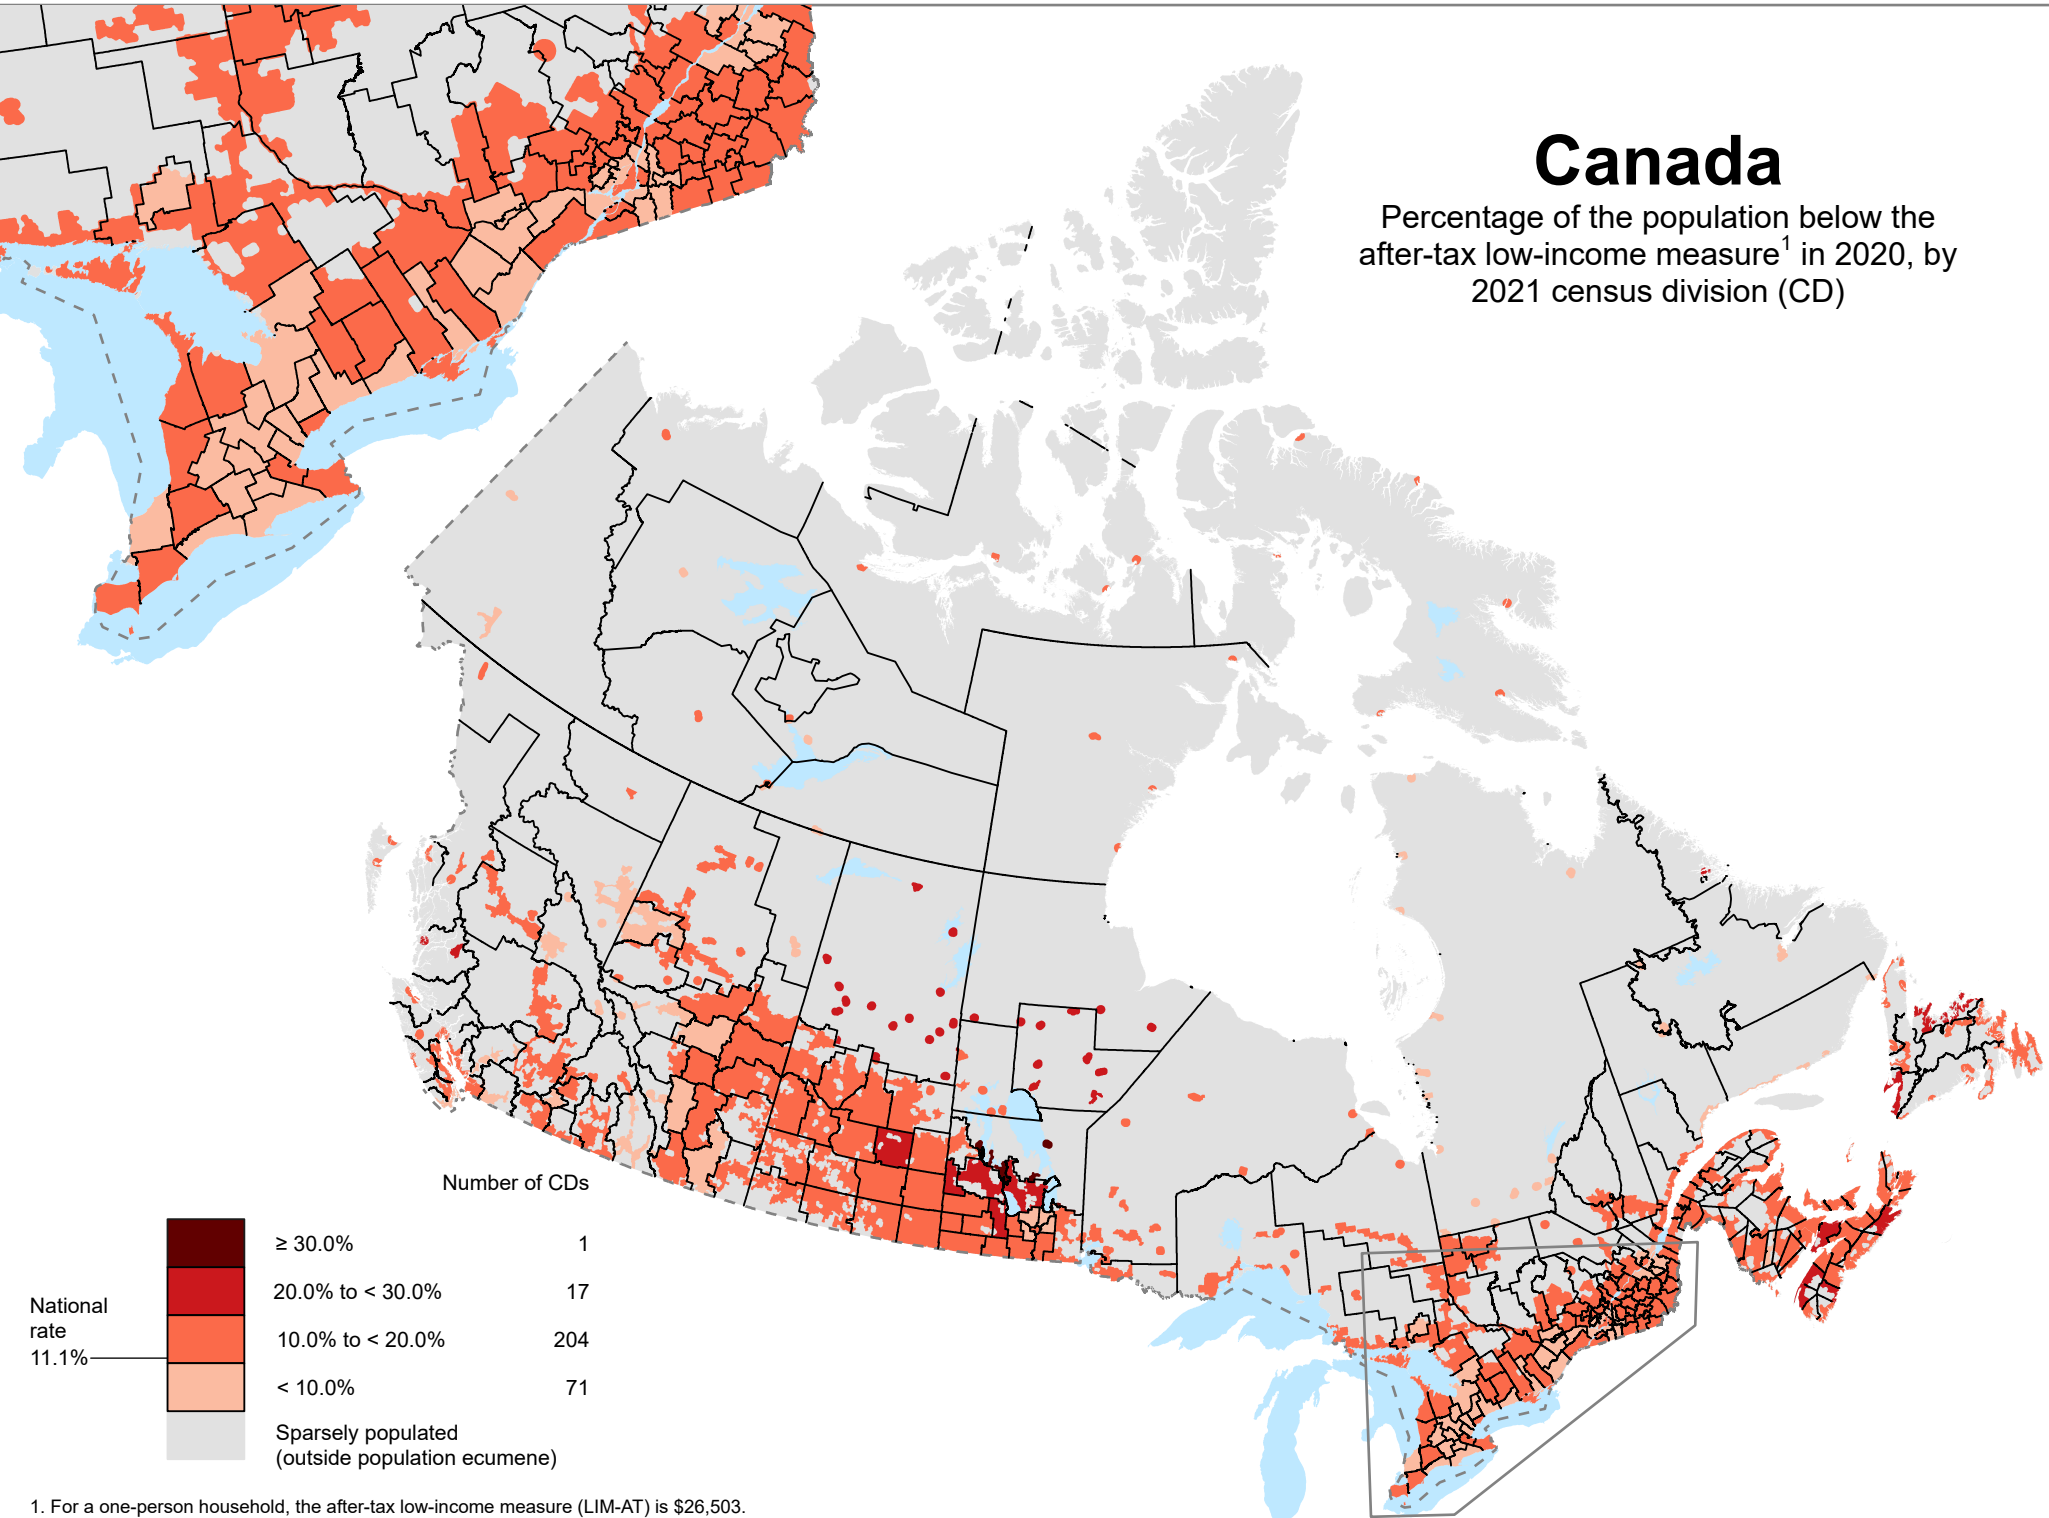 Canada
Percentage of the population below the
after-tax low-income measure1 in 2020, by
2021 census division (CD)
Number of CDs
≥ 30.0% 1
20.0% to < 30.0% 17
10.0% to < 20.0% 204
< 10.0% 71
National
rate
11.1%
Sparsely populated
(outside population ecumene)
1. For a one-person household, the after-tax low-income measure (LIM-AT) is $26,503.